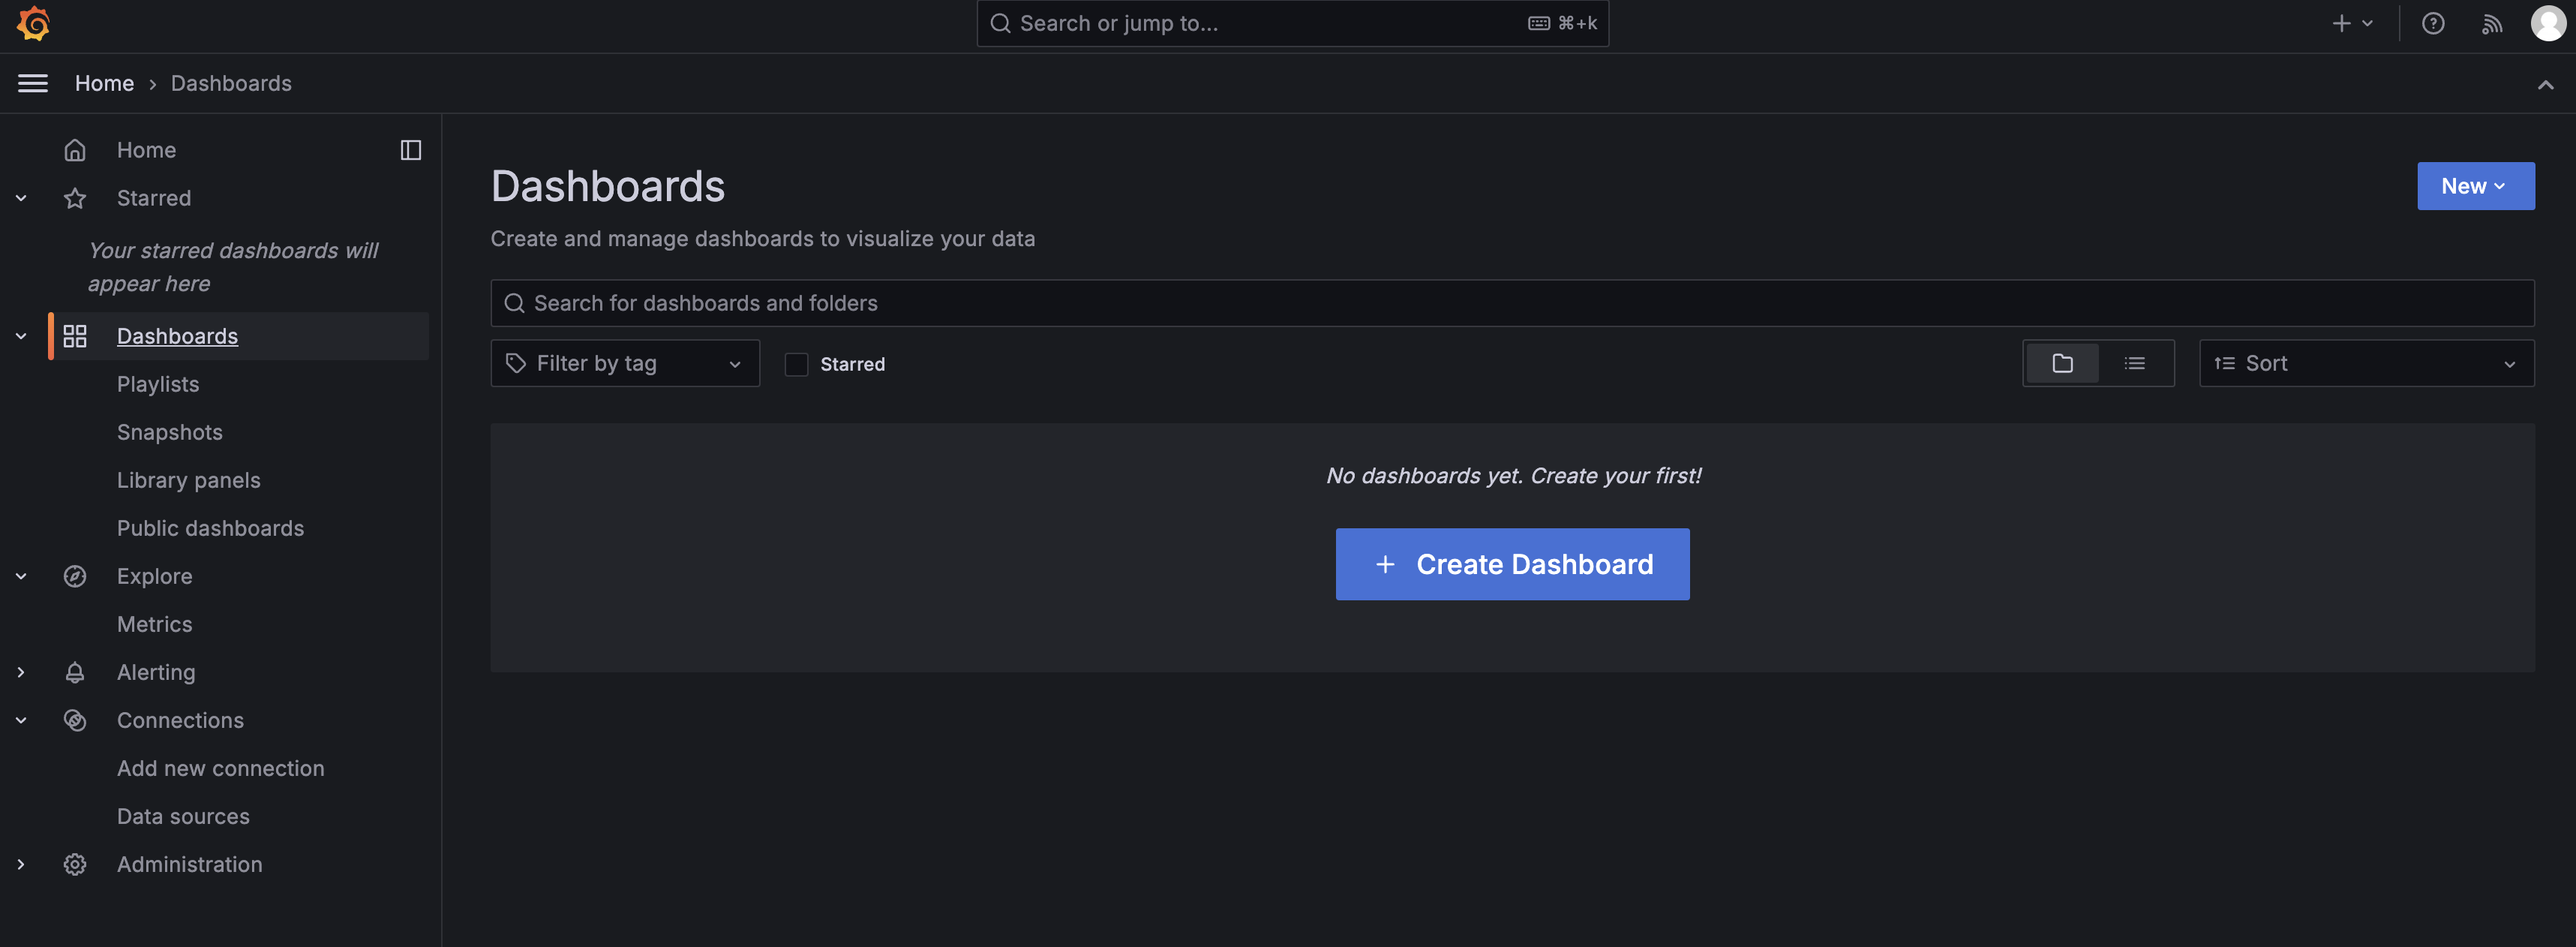 Search or jump to...
⌘+k
Home › Dashboards
Home
Starred
Your starred dashboards will
appear here
Dashboards
Playlists
Snapshots
Library panels
Public dashboards
Explore
Metrics
Alerting
Connections
Add new connection
Data sources
Administration
Dashboards
New
Create and manage dashboards to visualize your data
Search for dashboards and folders
Filter by tag
Starred
Sort
No dashboards yet. Create your first!
+ Create Dashboard